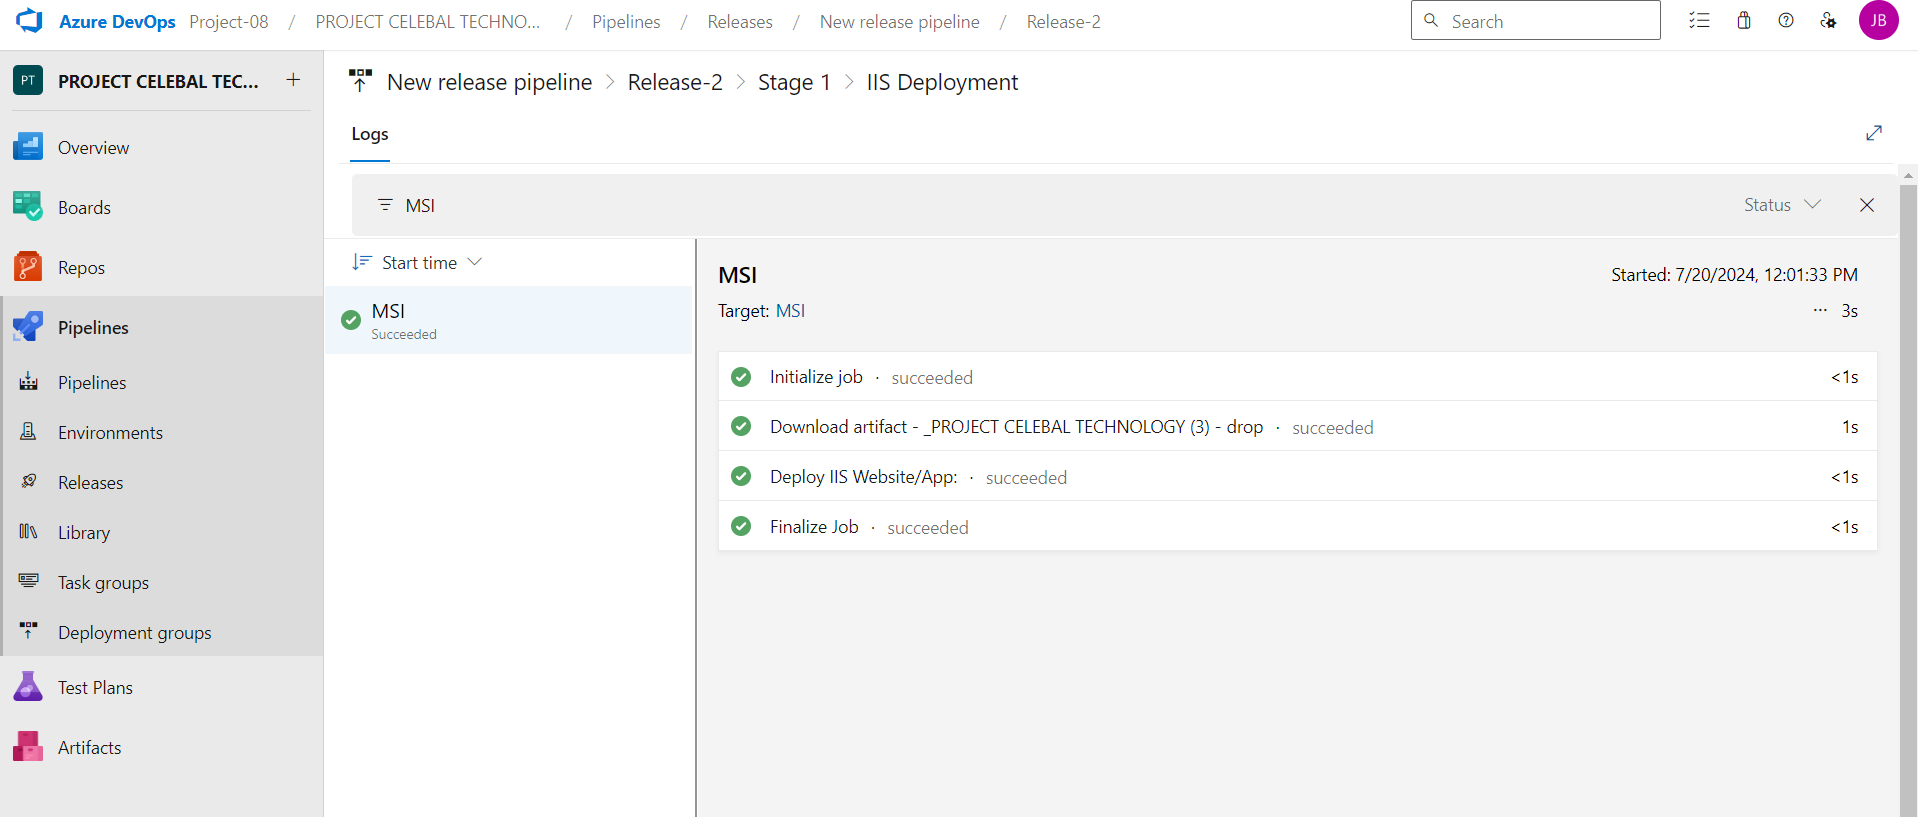 Azure DevOps Project-08 / PROJECT CELEBAL TECHNO... / Pipelines / Releases / New release pipeline / Release-2 Search JB
PT PROJECT CELEBAL TEC... +
Overview
Boards
Repos
Pipelines
Pipelines
Environments
Releases
Library
Task groups
Deployment groups
Test Plans
Artifacts
New release pipeline > Release-2 > Stage 1 > IIS Deployment
Logs
MSI Status
Start time
MSI
Succeeded
MSI Started: 7/20/2024, 12:01:33 PM
Target: MSI ··· 3s
Initialize job · succeeded <1s
Download artifact - _PROJECT CELEBAL TECHNOLOGY (3) - drop · succeeded 1s
Deploy IIS Website/App: · succeeded <1s
Finalize Job · succeeded <1s